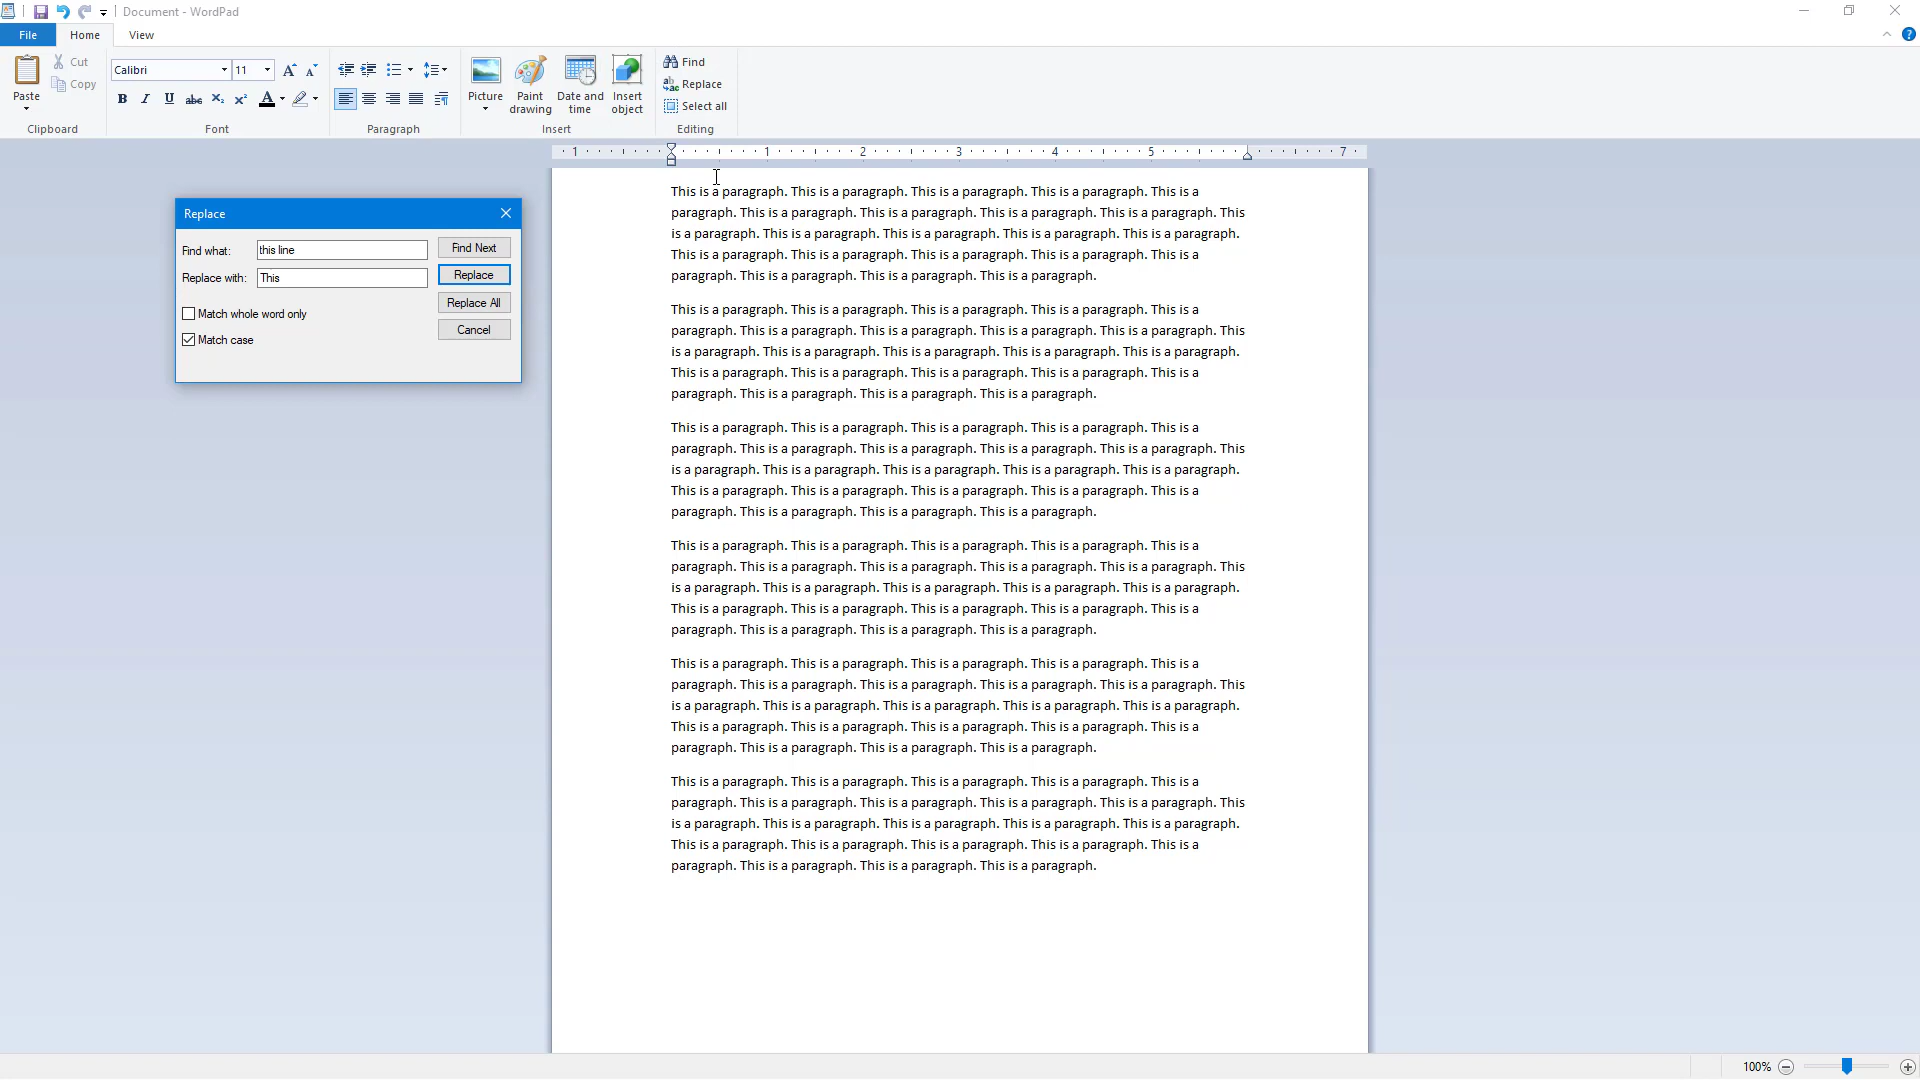 Document - WordPad
File Home View
Paste
Cut
Copy
Clipboard
Calibri 11
B I U abc X₂ X² A
Font
Paragraph
Picture
Paint drawing
Date and time
Insert object
Insert
Find
Replace
Select all
Editing
1 1 2 3 4 5 7
Replace
Find what: this line Find Next
Replace with: This Replace
Replace All
Match whole word only
Cancel
Match case
This is a paragraph. This is a paragraph. This is a paragraph. This is a paragraph. This is a
paragraph. This is a paragraph. This is a paragraph. This is a paragraph. This is a paragraph. This
is a paragraph. This is a paragraph. This is a paragraph. This is a paragraph. This is a paragraph.
This is a paragraph. This is a paragraph. This is a paragraph. This is a paragraph. This is a
paragraph. This is a paragraph. This is a paragraph. This is a paragraph.
This is a paragraph. This is a paragraph. This is a paragraph. This is a paragraph. This is a
paragraph. This is a paragraph. This is a paragraph. This is a paragraph. This is a paragraph. This
is a paragraph. This is a paragraph. This is a paragraph. This is a paragraph. This is a paragraph.
This is a paragraph. This is a paragraph. This is a paragraph. This is a paragraph. This is a
paragraph. This is a paragraph. This is a paragraph. This is a paragraph.
This is a paragraph. This is a paragraph. This is a paragraph. This is a paragraph. This is a
paragraph. This is a paragraph. This is a paragraph. This is a paragraph. This is a paragraph. This
is a paragraph. This is a paragraph. This is a paragraph. This is a paragraph. This is a paragraph.
This is a paragraph. This is a paragraph. This is a paragraph. This is a paragraph. This is a
paragraph. This is a paragraph. This is a paragraph. This is a paragraph.
This is a paragraph. This is a paragraph. This is a paragraph. This is a paragraph. This is a
paragraph. This is a paragraph. This is a paragraph. This is a paragraph. This is a paragraph. This
is a paragraph. This is a paragraph. This is a paragraph. This is a paragraph. This is a paragraph.
This is a paragraph. This is a paragraph. This is a paragraph. This is a paragraph. This is a
paragraph. This is a paragraph. This is a paragraph. This is a paragraph.
This is a paragraph. This is a paragraph. This is a paragraph. This is a paragraph. This is a
paragraph. This is a paragraph. This is a paragraph. This is a paragraph. This is a paragraph. This
is a paragraph. This is a paragraph. This is a paragraph. This is a paragraph. This is a paragraph.
This is a paragraph. This is a paragraph. This is a paragraph. This is a paragraph. This is a
paragraph. This is a paragraph. This is a paragraph. This is a paragraph.
This is a paragraph. This is a paragraph. This is a paragraph. This is a paragraph. This is a
paragraph. This is a paragraph. This is a paragraph. This is a paragraph. This is a paragraph. This
is a paragraph. This is a paragraph. This is a paragraph. This is a paragraph. This is a paragraph.
This is a paragraph. This is a paragraph. This is a paragraph. This is a paragraph. This is a
paragraph. This is a paragraph. This is a paragraph. This is a paragraph.
100%